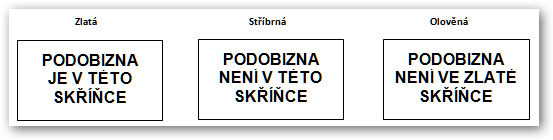 Zlatá
PODOBIZNA
JE V TÉTO
SKŘÍŇCE
Stříbrná
PODOBIZNA
NENÍ V TÉTO
SKŘÍŇCE
Olověná
PODOBIZNA
NENÍ VE ZLATÉ
SKŘÍŇCE